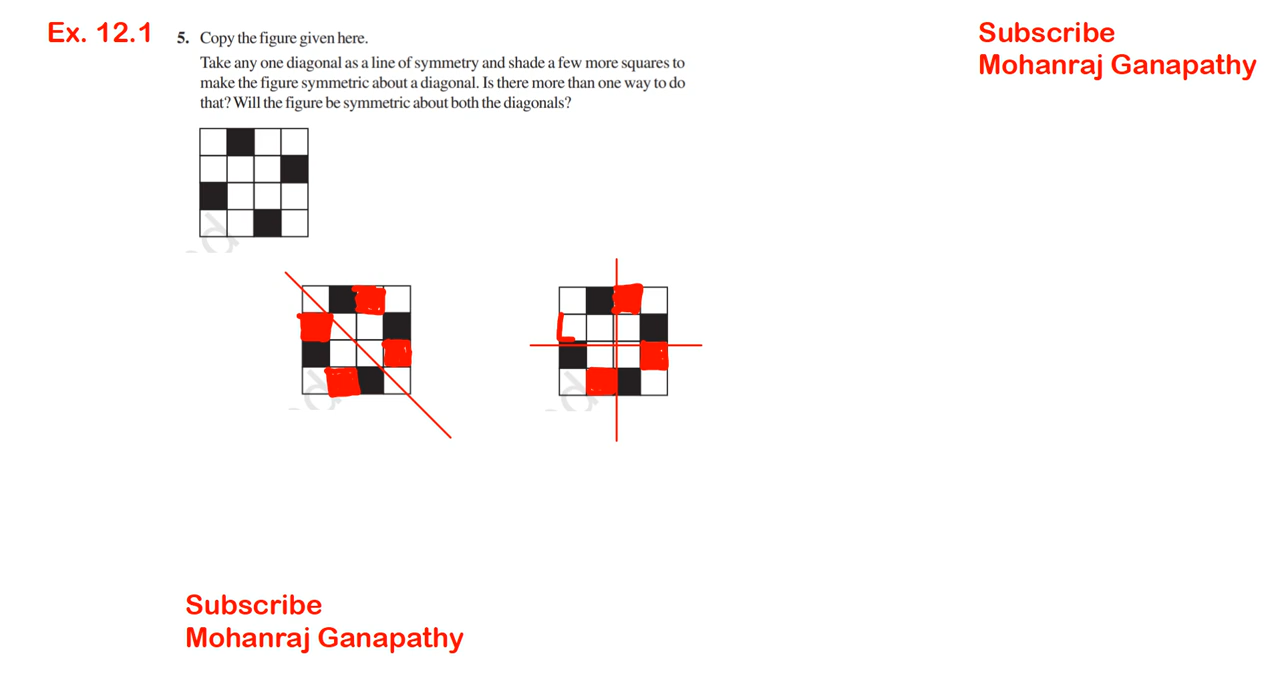 Ex. 12.1
5. Copy the figure given here.
Take any one diagonal as a line of symmetry and shade a few more squares to
make the figure symmetric about a diagonal. Is there more than one way to do
that? Will the figure be symmetric about both the diagonals?
Subscribe
Mohanraj Ganapathy
Subscribe
Mohanraj Ganapathy